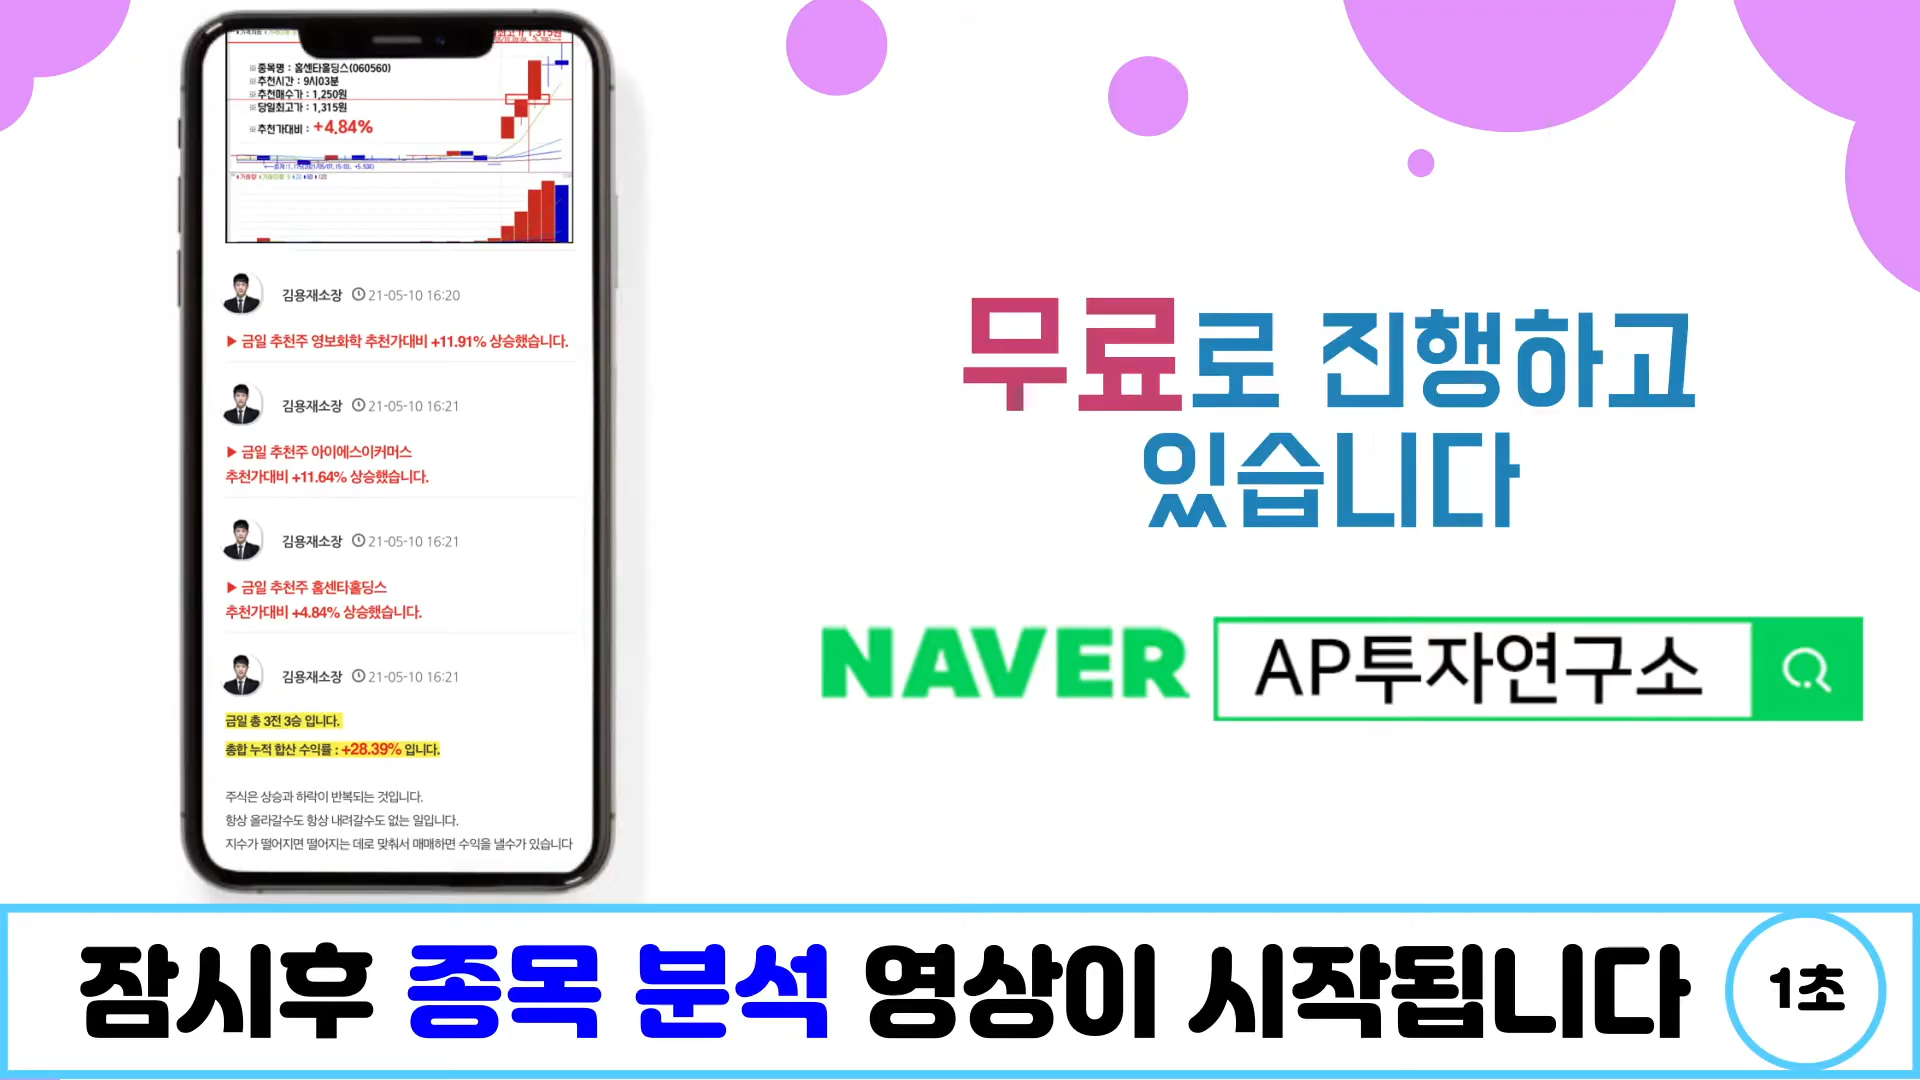 ※종목명 : 홈센타홀딩스(060560)
※추천시간 : 9시03분
※추천매수가 : 1,250원
※당일최고가 : 1,315원
※추천가대비 : +4.84%
김용재소장 21-05-10 16:20
▶ 금일 추천주 영보화학 추천가대비 +11.91% 상승했습니다.
김용재소장 21-05-10 16:21
▶ 금일 추천주 아이에스이커머스
추천가대비 +11.64% 상승했습니다.
김용재소장 21-05-10 16:21
▶ 금일 추천주 홈센타홀딩스
추천가대비 +4.84% 상승했습니다.
김용재소장 21-05-10 16:21
금일 총 3전 3승 입니다.
총합 누적 합산 수익률 : +28.39% 입니다.
주식은 상승과 하락이 반복되는 것입니다.
항상 올라갈수도 항상 내려갈수도 없는 일입니다.
지수가 떨어지면 떨어지는 데로 맞춰서 매매하면 수익을 낼수가 있습니다
무료로 진행하고
있습니다
NAVER AP투자연구소
잠시후 종목 분석 영상이 시작됩니다 1초